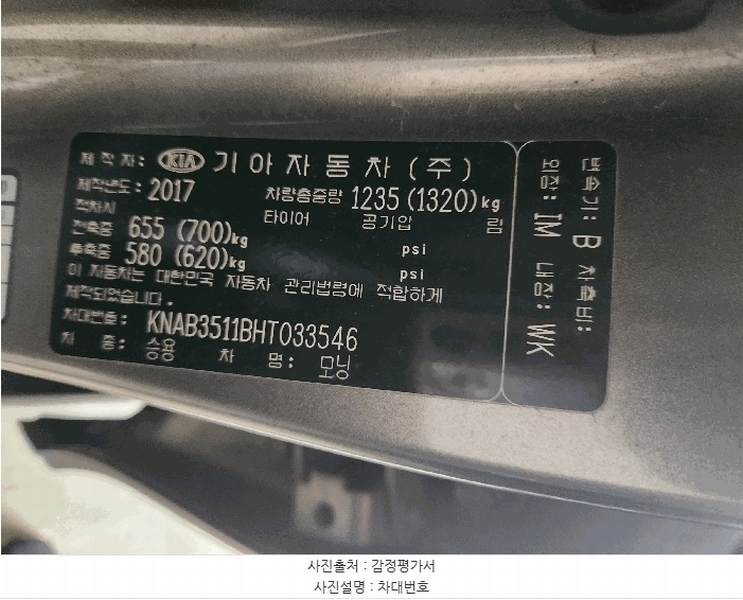 제 작 자: KIA 기아자동차(주)
제작년도: 2017 차량총중량 1235 (1320)kg
적차시 타이어 공기압 림
전축중 655 (700)kg psi
후축중 580 (620)kg psi
이 자동차는 대한민국 자동차 관리법령에 적합하게
제작되었습니다.
차대번호: KNAB3511BHT033546
차 종: 승용 차 명: 모닝
변속기: B 차축비:
외장: IM 내장: WK
사진출처 : 감정평가서
사진설명 : 차대번호